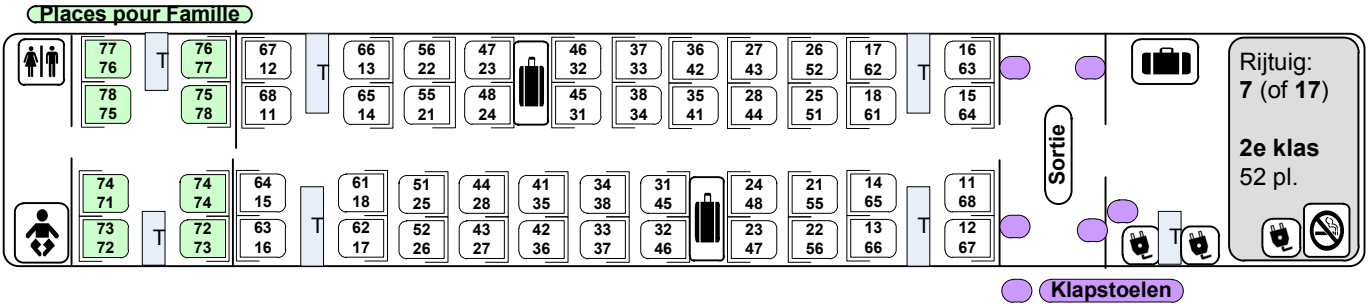 Places pour Famille
77 76 67 66 56 47 46 37 36 27 26 17 16
76 T 77 12 T 13 22 23 32 33 42 43 52 62 T 63
78 75 68 65 55 48 45 38 35 28 25 18 15
75 78 11 14 21 24 31 34 41 44 51 61 64
Sortie
74 74 64 61 51 44 41 34 31 24 21 14 11
71 74 15 18 25 28 35 38 45 48 55 65 68
73 72 63 62 52 43 42 33 32 23 22 13 12
72 T 73 16 T 17 26 27 36 37 46 47 56 66 T 67 T
Rijtuig:
7 (of 17)
2e klas
52 pl.
Klapstoelen